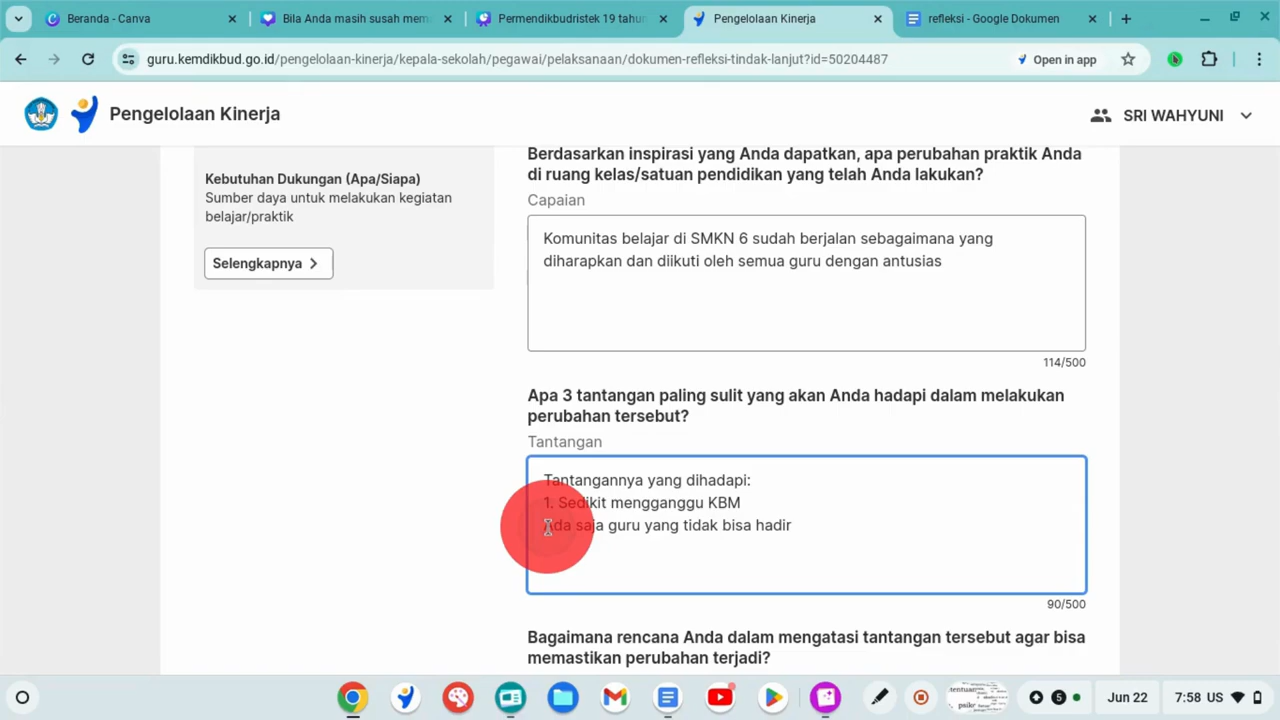 Beranda - Canva
Bila Anda masih susah mem
Permendikbudristek 19 tahun
Pengelolaan Kinerja
refleksi - Google Dokumen
guru.kemdikbud.go.id/pengelolaan-kinerja/kepala-sekolah/pegawai/pelaksanaan/dokumen-refleksi-tindak-lanjut?id=50204487
Open in app
Pengelolaan Kinerja
SRI WAHYUNI
Kebutuhan Dukungan (Apa/Siapa)
Sumber daya untuk melakukan kegiatan
belajar/praktik
Selengkapnya
Berdasarkan inspirasi yang Anda dapatkan, apa perubahan praktik Anda
di ruang kelas/satuan pendidikan yang telah Anda lakukan?
Capaian
Komunitas belajar di SMKN 6 sudah berjalan sebagaimana yang
diharapkan dan diikuti oleh semua guru dengan antusias
114/500
Apa 3 tantangan paling sulit yang akan Anda hadapi dalam melakukan
perubahan tersebut?
Tantangan
Tantangannya yang dihadapi:
1. Sedikit mengganggu KBM
Ada saja guru yang tidak bisa hadir
90/500
Bagaimana rencana Anda dalam mengatasi tantangan tersebut agar bisa
memastikan perubahan terjadi?
5
Jun 22
7:58 US